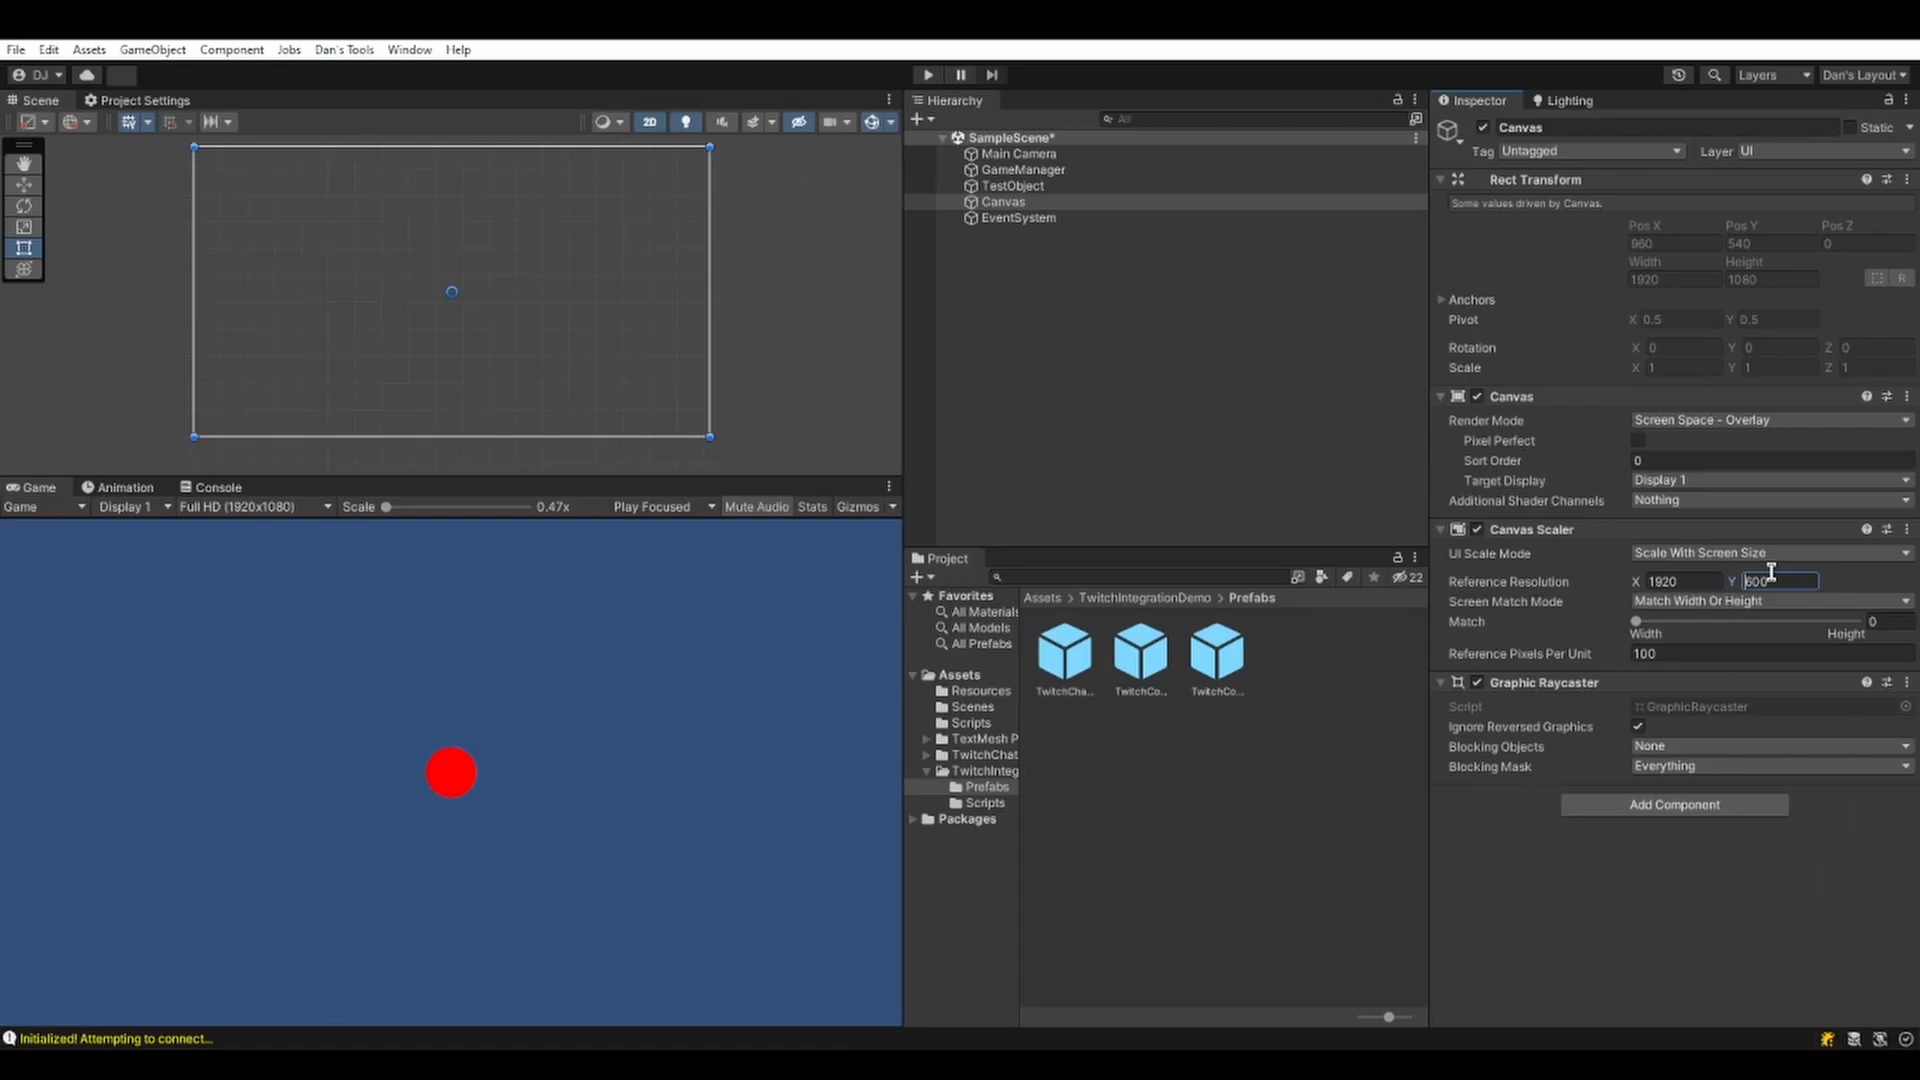 File Edit Assets GameObject Component Jobs Dan's Tools Window Help
DJ Layers Dan's Layout
Scene Project Settings
2D
Game Animation Console
Game Display 1 Full HD (1920x1080) Scale 0.47x Play Focused Mute Audio Stats Gizmos
Initialized! Attempting to connect...
Hierarchy
All
SampleScene*
Main Camera
GameManager
TestObject
Canvas
EventSystem
Project
22
Favorites
All Materials
All Models
All Prefabs
Assets
Resources
Scenes
Scripts
TextMesh P
TwitchChat
TwitchInteg
Prefabs
Scripts
Packages
Assets > TwitchIntegrationDemo > Prefabs
TwitchCha... TwitchCo... TwitchCo...
Inspector Lighting
Canvas Static
Tag Untagged Layer UI
Rect Transform
Some values driven by Canvas.
Pos X Pos Y Pos Z
960 540 0
Width Height
1920 1080 R
Anchors
Pivot X 0.5 Y 0.5
Rotation X 0 Y 0 Z 0
Scale X 1 Y 1 Z 1
Canvas
Render Mode Screen Space - Overlay
Pixel Perfect
Sort Order 0
Target Display Display 1
Additional Shader Channels Nothing
Canvas Scaler
UI Scale Mode Scale With Screen Size
Reference Resolution X 1920 Y 600
Screen Match Mode Match Width Or Height
Match 0
Width Height
Reference Pixels Per Unit 100
Graphic Raycaster
Script GraphicRaycaster
Ignore Reversed Graphics
Blocking Objects None
Blocking Mask Everything
Add Component